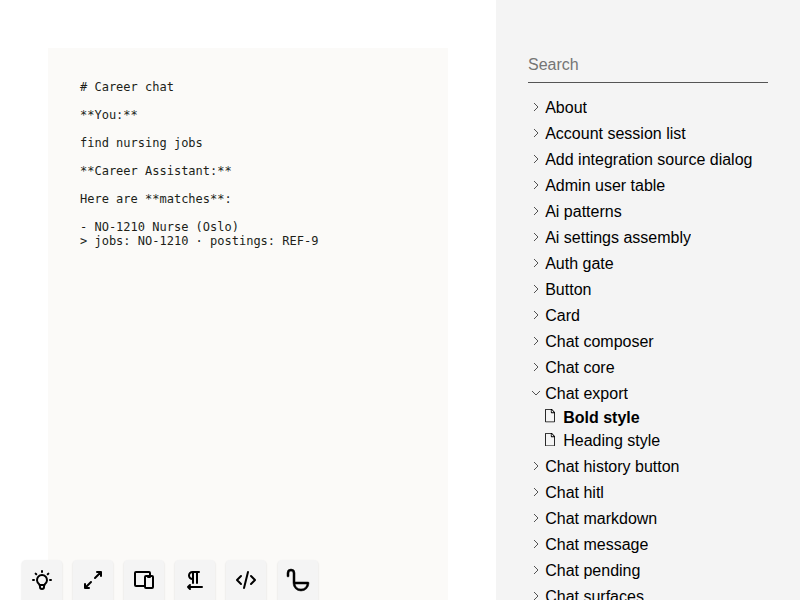 # Career chat
**You:**
find nursing jobs
**Career Assistant:**
Here are **matches**:
- NO-1210 Nurse (Oslo)
> jobs: NO-1210 · postings: REF-9
Search
About
Account session list
Add integration source dialog
Admin user table
Ai patterns
Ai settings assembly
Auth gate
Button
Card
Chat composer
Chat core
Chat export
Bold style
Heading style
Chat history button
Chat hitl
Chat markdown
Chat message
Chat pending
Chat surfaces